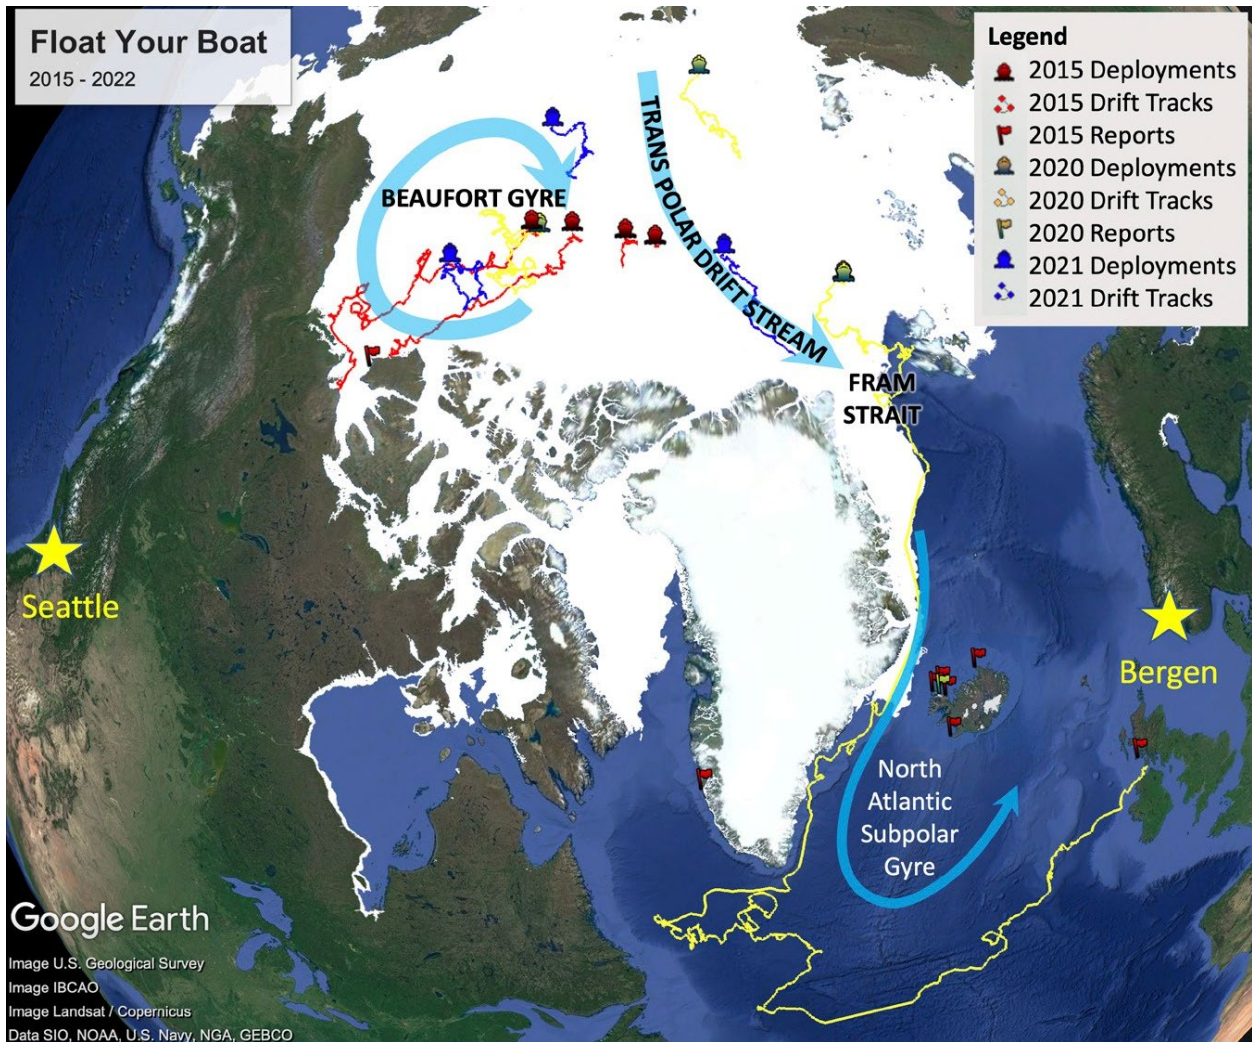 Float Your Boat
2015 - 2022
Legend
2015 Deployments
2015 Drift Tracks
2015 Reports
2020 Deployments
2020 Drift Tracks
2020 Reports
2021 Deployments
2021 Drift Tracks
BEAUFORT GYRE
TRANS POLAR DRIFT STREAM
FRAM
STRAIT
Seattle
Bergen
North
Atlantic
Subpolar
Gyre
Google Earth
Image U.S. Geological Survey
Image IBCAO
Image Landsat / Copernicus
Data SIO, NOAA, U.S. Navy, NGA, GEBCO